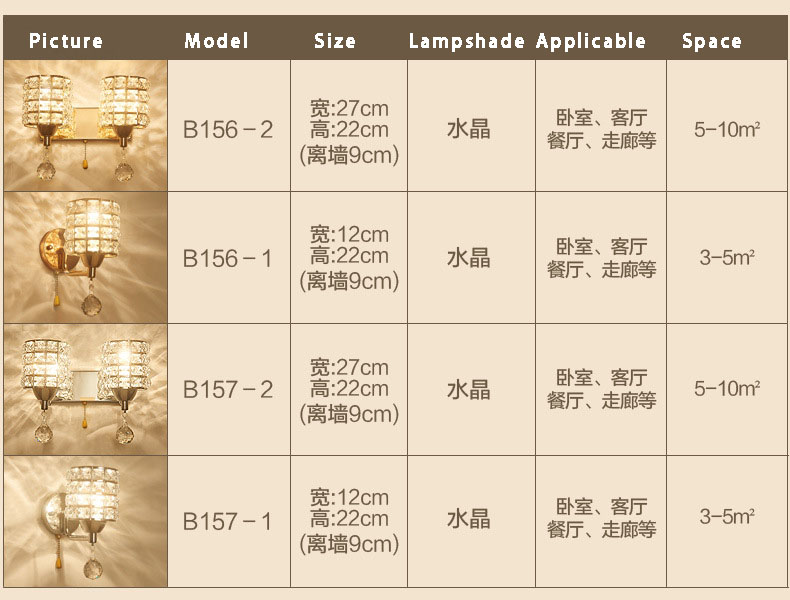 Picture Model Size Lampshade Applicable Space
宽:27cm
B156-2 高:22cm 水晶 卧室、客厅 5-10m²
(离墙9cm) 餐厅、走廊等
宽:12cm
B156-1 高:22cm 水晶 卧室、客厅 3-5m²
(离墙9cm) 餐厅、走廊等
宽:27cm
B157-2 高:22cm 水晶 卧室、客厅 5-10m²
(离墙9cm) 餐厅、走廊等
宽:12cm
B157-1 高:22cm 水晶 卧室、客厅 3-5m²
(离墙9cm) 餐厅、走廊等